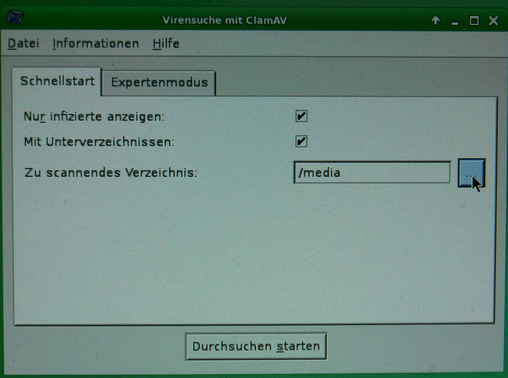 Virensuche mit ClamAV
Datei Informationen Hilfe
Schnellstart Expertenmodus
Nur infizierte anzeigen:
Mit Unterverzeichnissen:
Zu scannendes Verzeichnis: /media ...
Durchsuchen starten